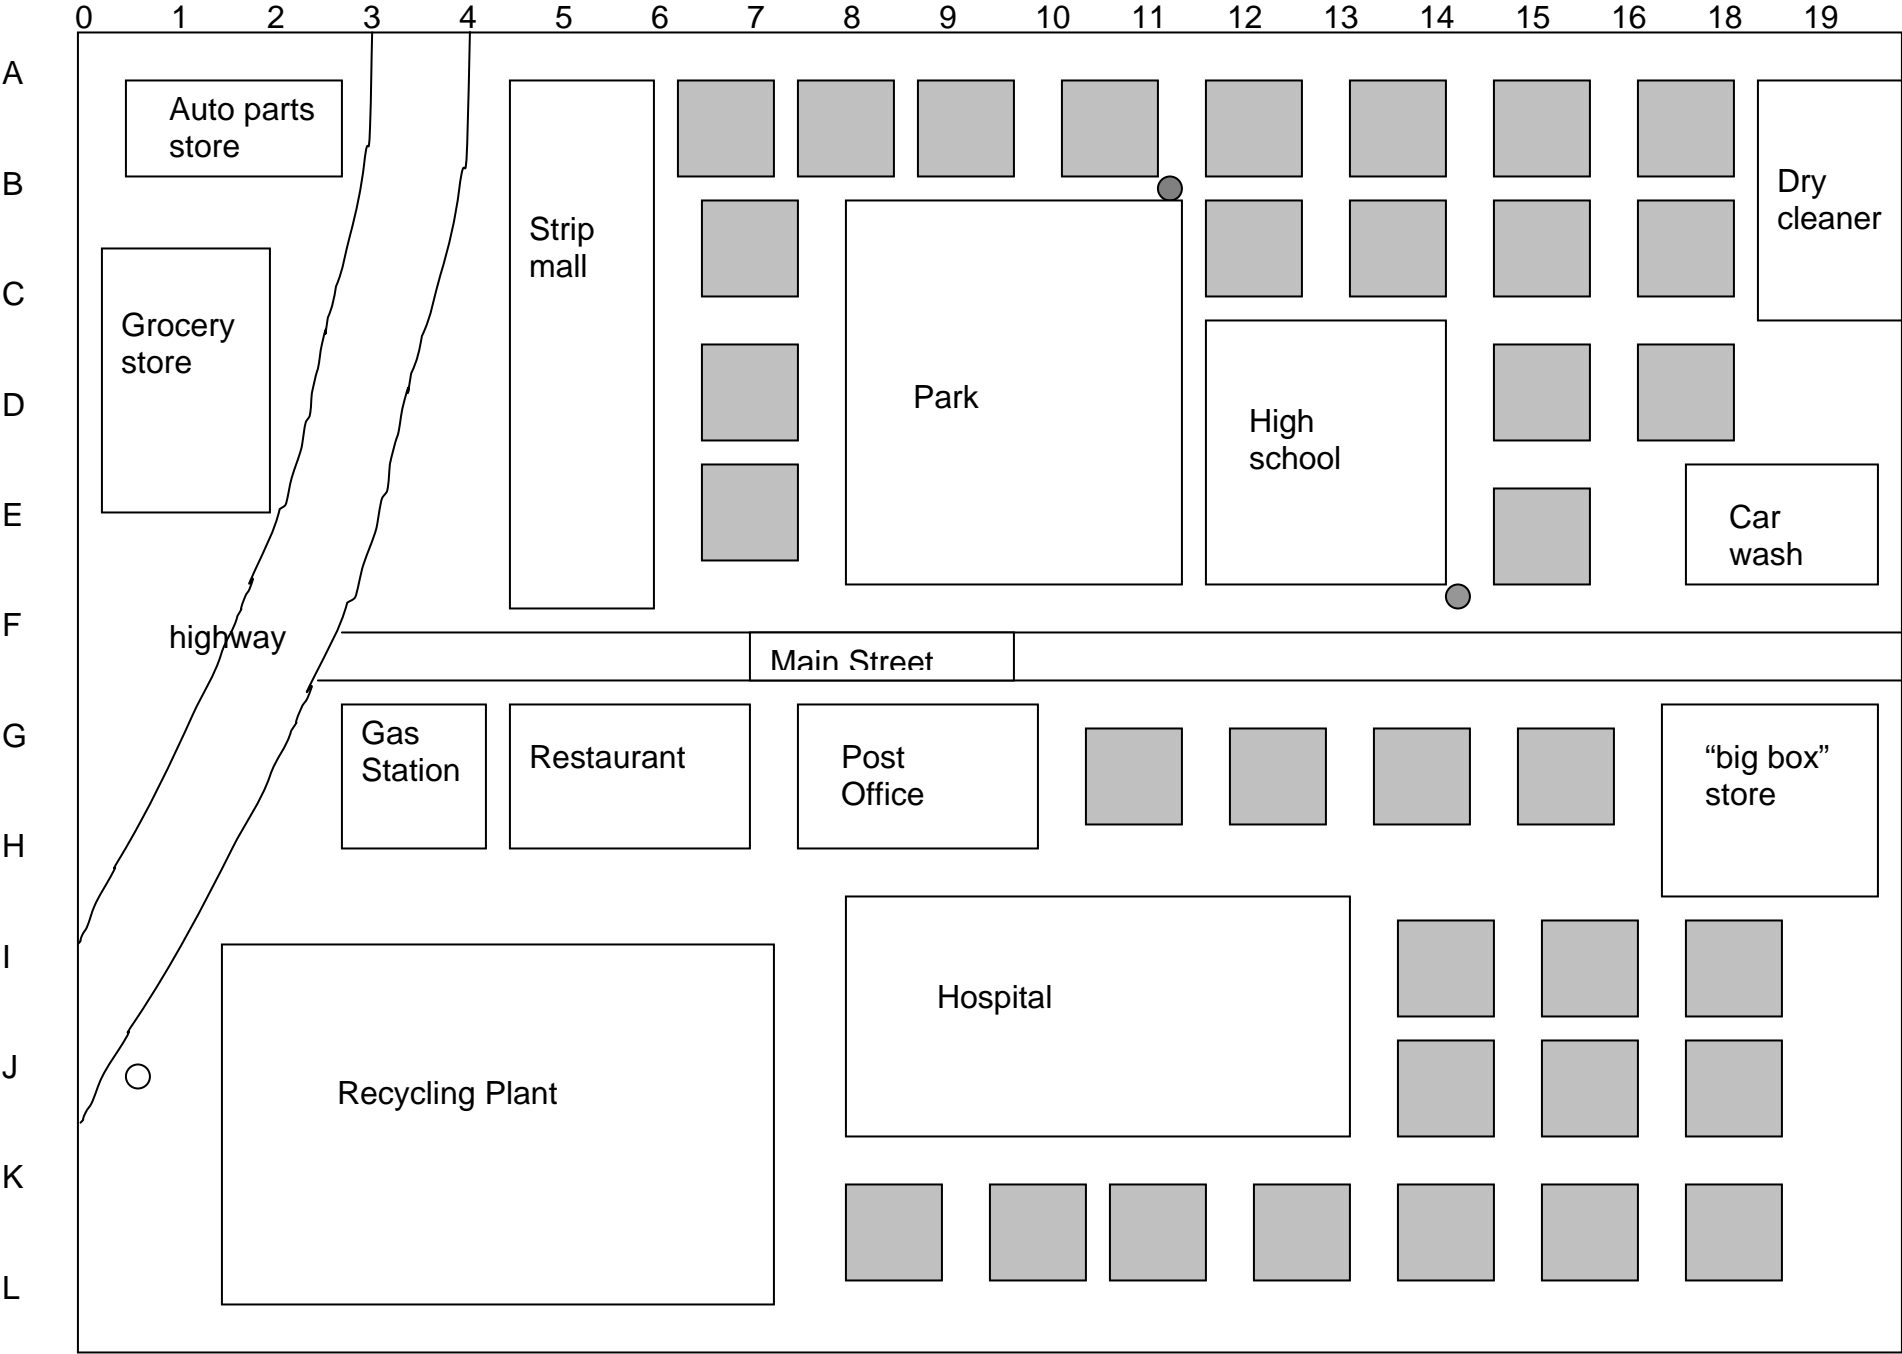 0 1 2 3 4 5 6 7 8 9 10 11 12 13 14 15 16 18 19
A
Auto parts
store
B
Dry
cleaner
Strip
mall
C
Grocery
store
D
Park
High
school
E
Car
wash
F
highway
Main Street
G
Gas
Station
Restaurant
Post
Office
“big box”
store
H
I
Hospital
J
Recycling Plant
K
L